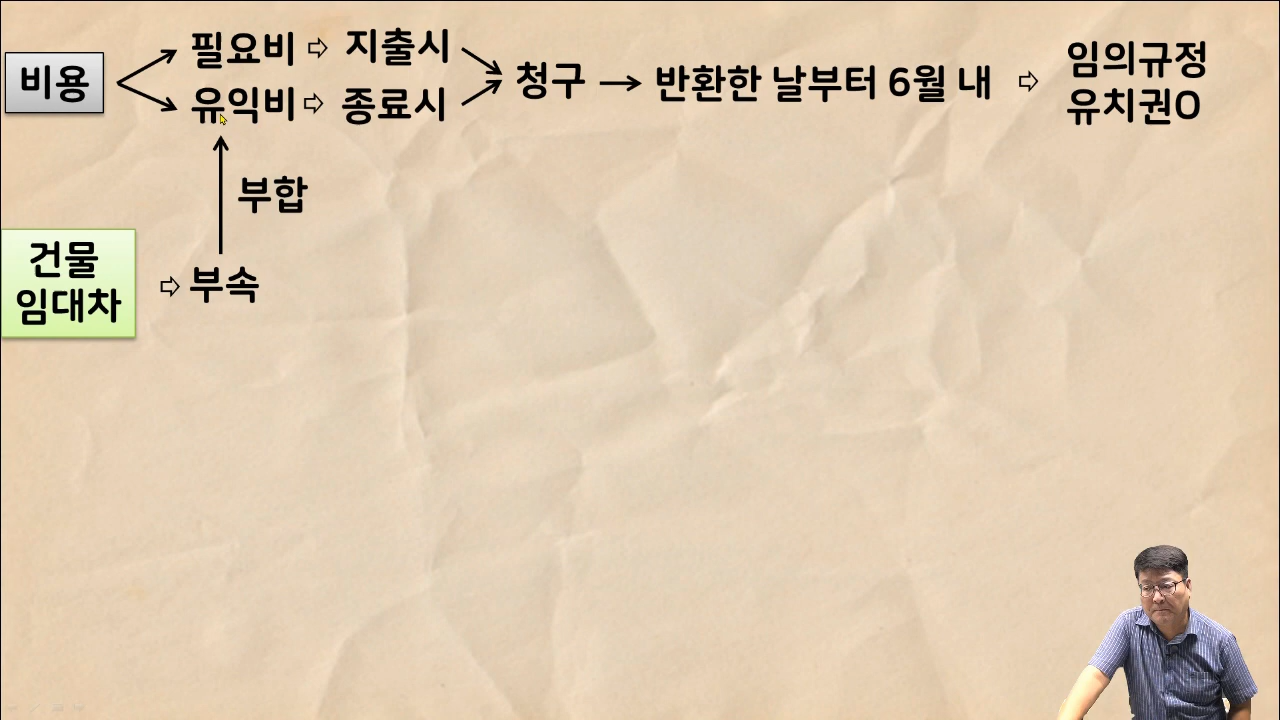 비용
필요비 ⇨ 지출시
유익비 ⇨ 종료시
청구 → 반환한 날부터 6월 내 ⇨
임의규정
유치권O
부합
건물
임대차
⇨ 부속